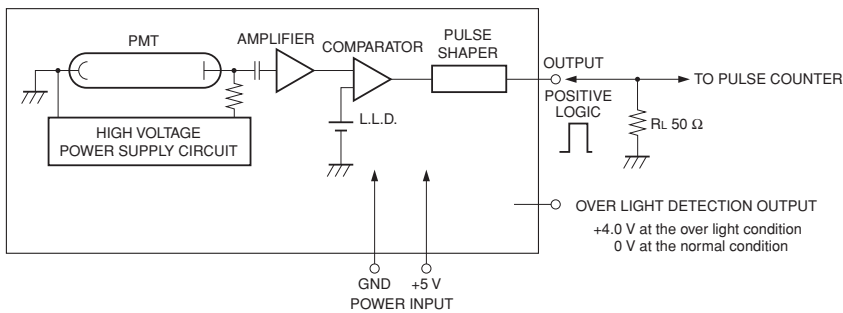 PMT
AMPLIFIER
COMPARATOR
PULSE
SHAPER
OUTPUT
TO PULSE COUNTER
POSITIVE
LOGIC
RL 50 Ω
L.L.D.
HIGH VOLTAGE
POWER SUPPLY CIRCUIT
OVER LIGHT DETECTION OUTPUT
+4.0 V at the over light condition
0 V at the normal condition
GND +5 V
POWER INPUT